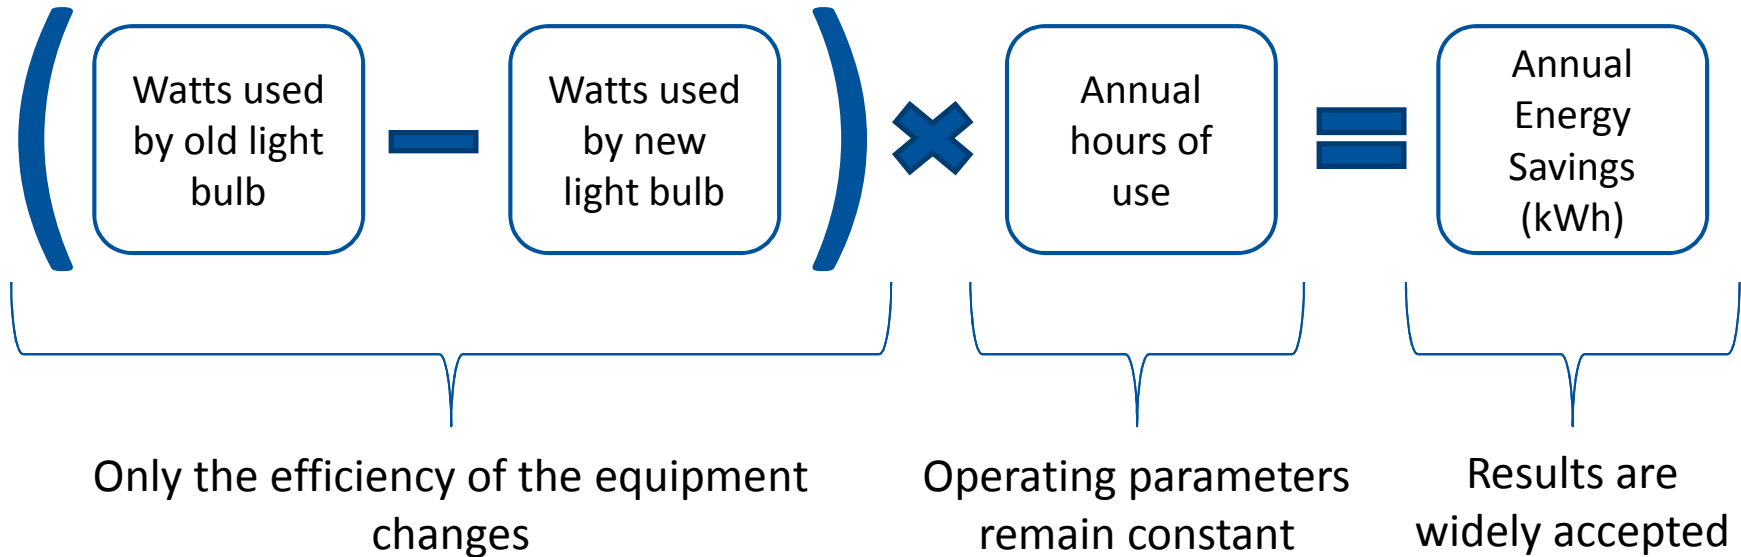 Watts used
by old light
bulb
Watts used
by new
light bulb
Annual
hours of
use
Annual
Energy
Savings
(kWh)
Only the efficiency of the equipment
changes
Operating parameters
remain constant
Results are
widely accepted